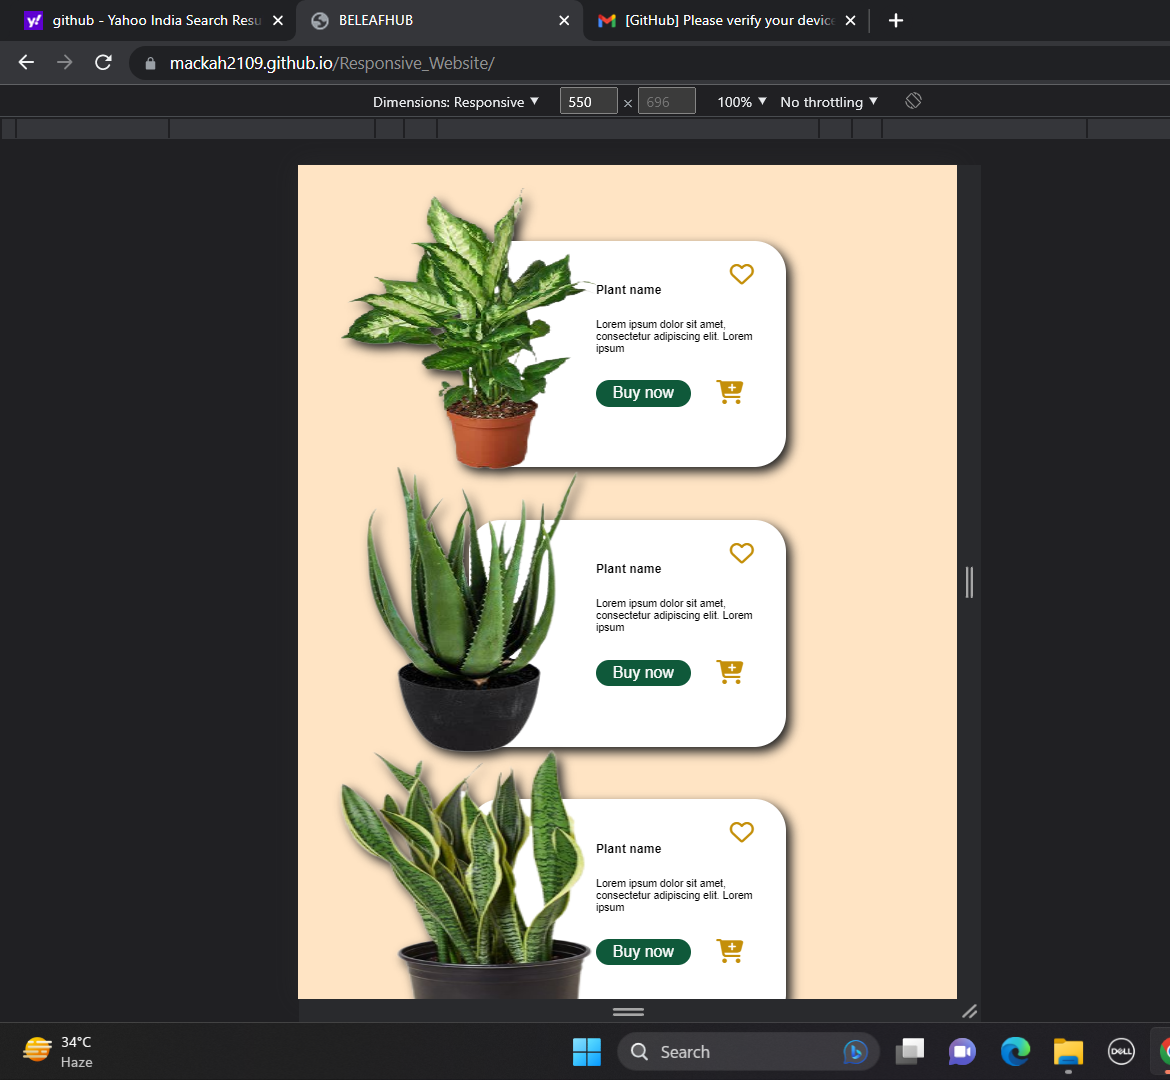 github - Yahoo India Search Resu
BELEAFHUB
[GitHub] Please verify your device
mackah2109.github.io/Responsive_Website/
Dimensions: Responsive 550 × 696 100% No throttling
Plant name
Lorem ipsum dolor sit amet,
consectetur adipiscing elit. Lorem
ipsum
Buy now
Plant name
Lorem ipsum dolor sit amet,
consectetur adipiscing elit. Lorem
ipsum
Buy now
Plant name
Lorem ipsum dolor sit amet,
consectetur adipiscing elit. Lorem
ipsum
Buy now
34°C
Haze
Search
DELL